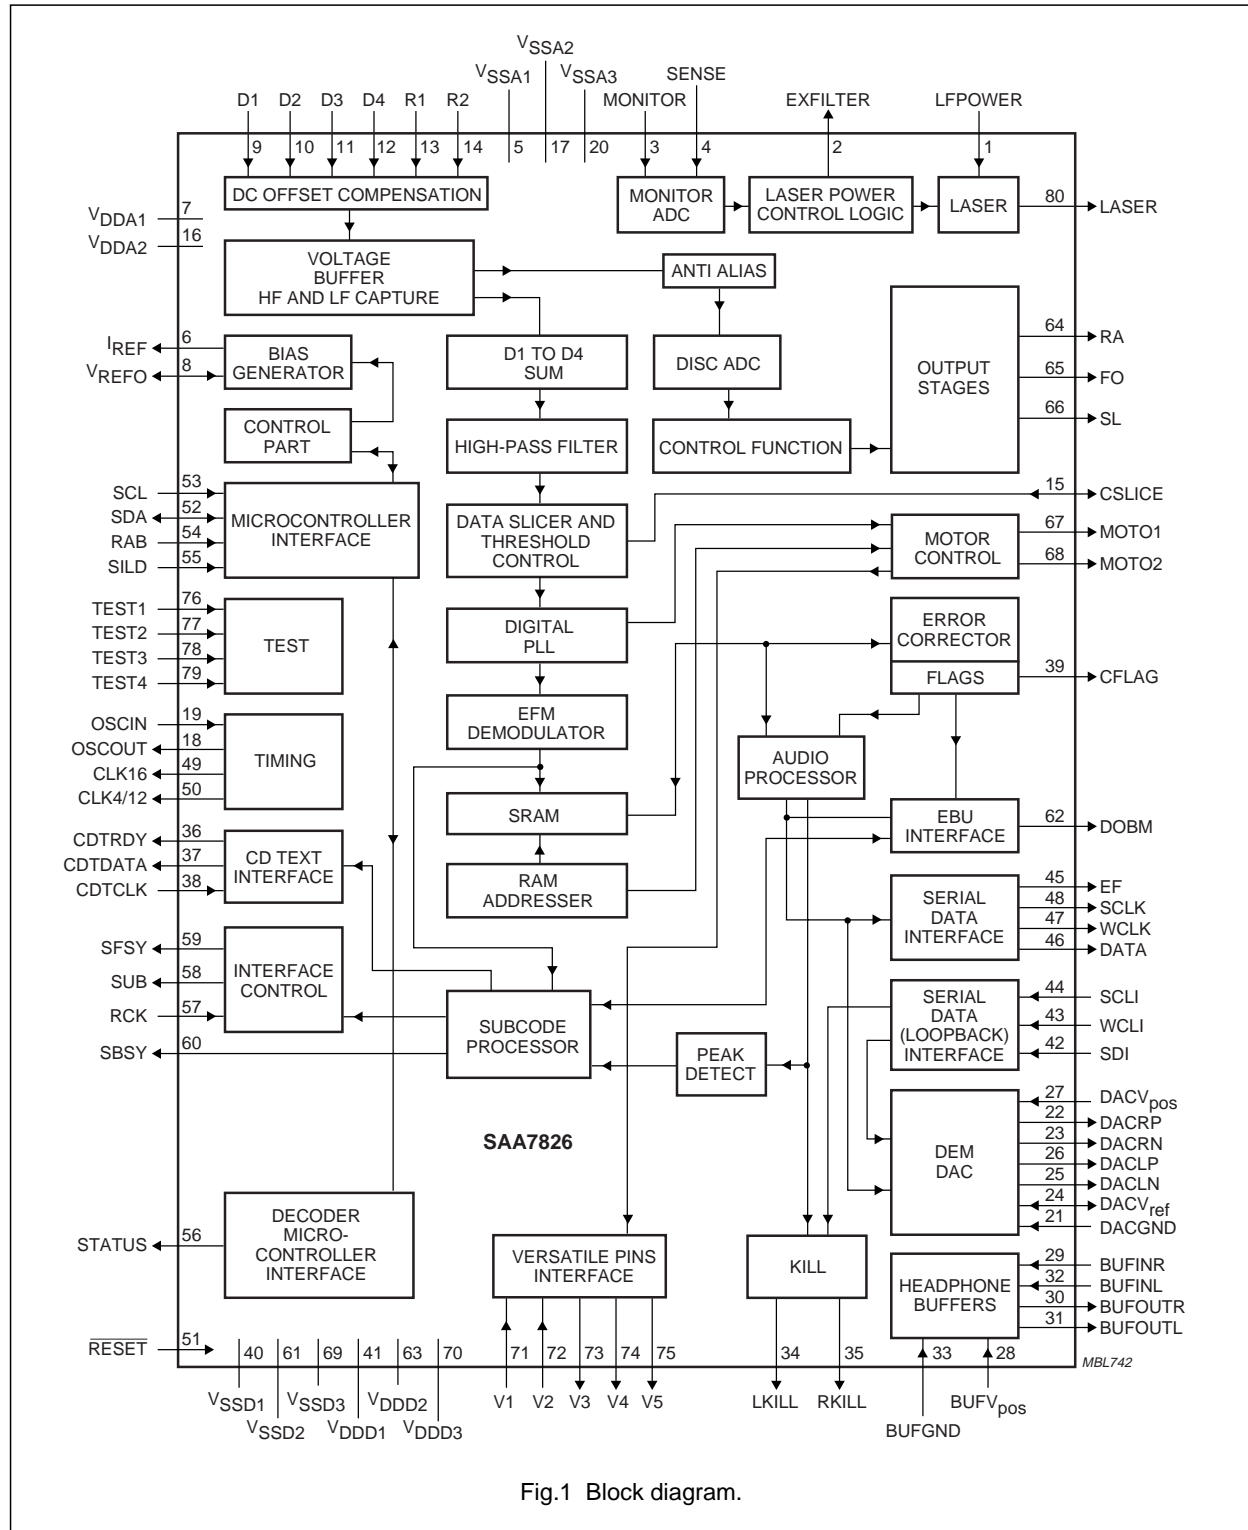 VSSA2
VSSA1
VSSA3
SENSE
D1 D2 D3 D4 R1 R2
MONITOR
EXFILTER
LFPOWER
9 10 11 12 13 14
5 17 20
3 4 2 1
DC OFFSET COMPENSATION
MONITOR
ADC
LASER POWER
CONTROL LOGIC
LASER
80
LASER
VDDA1
7
VDDA2
16
VOLTAGE
BUFFER
HF AND LF CAPTURE
ANTI ALIAS
IREF
6
VREFO
8
BIAS
GENERATOR
D1 TO D4
SUM
DISC ADC
OUTPUT
STAGES
64
RA
65
FO
66
SL
CONTROL
PART
HIGH-PASS FILTER
CONTROL FUNCTION
SCL
53
SDA
52
RAB
54
SILD
55
MICROCONTROLLER
INTERFACE
DATA SLICER AND
THRESHOLD
CONTROL
15
CSLICE
MOTOR
CONTROL
67
MOTO1
68
MOTO2
TEST1
76
TEST2
77
TEST3
78
TEST4
79
TEST
DIGITAL
PLL
ERROR
CORRECTOR
FLAGS
39
CFLAG
OSCIN
19
OSCOUT
18
CLK16
49
CLK4/12
50
TIMING
EFM
DEMODULATOR
AUDIO
PROCESSOR
SRAM
EBU
INTERFACE
62
DOBM
CDTRDY
36
CDTDATA
37
CDTCLK
38
CD TEXT
INTERFACE
RAM
ADDRESSER
SERIAL
DATA
INTERFACE
45
EF
48
SCLK
47
WCLK
46
DATA
SFSY
59
SUB
58
RCK
57
SBSY
60
INTERFACE
CONTROL
SUBCODE
PROCESSOR
PEAK
DETECT
SERIAL
DATA
(LOOPBACK)
INTERFACE
44
SCLI
43
WCLI
42
SDI
SAA7826
DEM
DAC
27
DACVpos
22
DACRP
23
DACRN
26
DACLP
25
DACLN
24
DACVref
21
DACGND
STATUS
56
DECODER
MICRO-
CONTROLLER
INTERFACE
VERSATILE PINS
INTERFACE
KILL
HEADPHONE
BUFFERS
29
BUFINR
32
BUFINL
30
BUFOUTR
31
BUFOUTL
RESET
51
40 61 69 41 63 70
71 72 73 74 75
34 35
33 28
MBL742
VSSD1
VSSD2
VSSD3
VDDD1
VDDD2
VDDD3
V1 V2 V3 V4 V5
LKILL RKILL
BUFGND
BUFVpos
Fig.1 Block diagram.